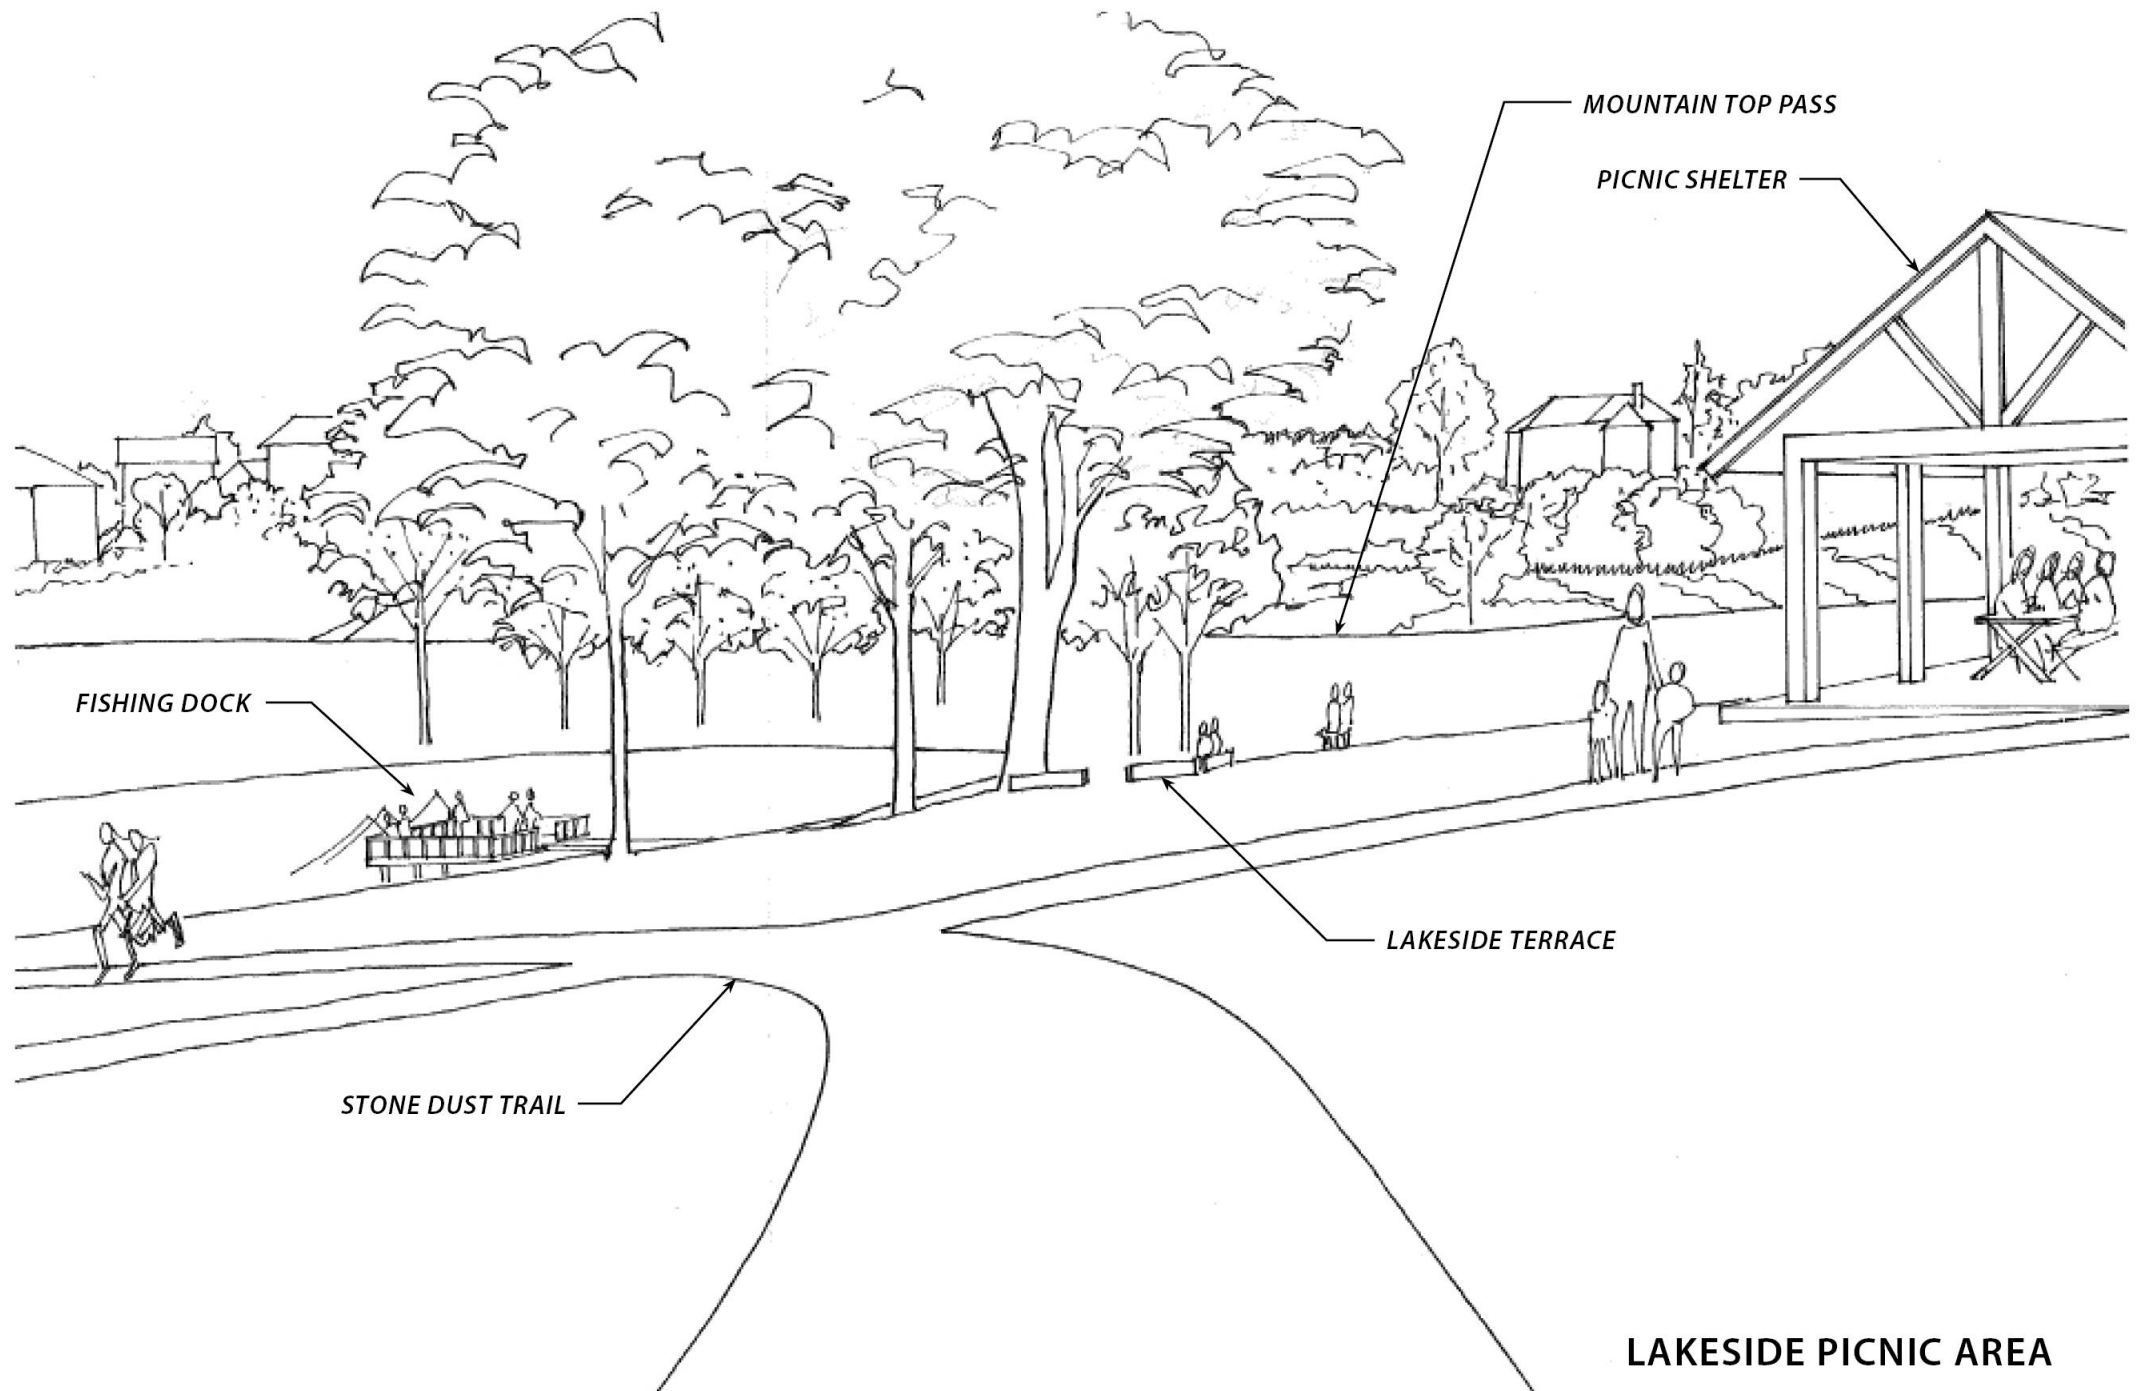 MOUNTAIN TOP PASS
PICNIC SHELTER
FISHING DOCK
LAKESIDE TERRACE
STONE DUST TRAIL
LAKESIDE PICNIC AREA